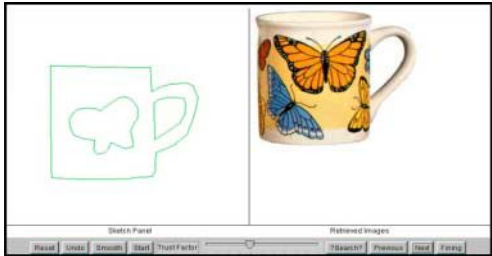 Sketch Panel
Retrieved Images
Reset Undo Smooth Start Trust Factor ?Search? Previous Next Fining